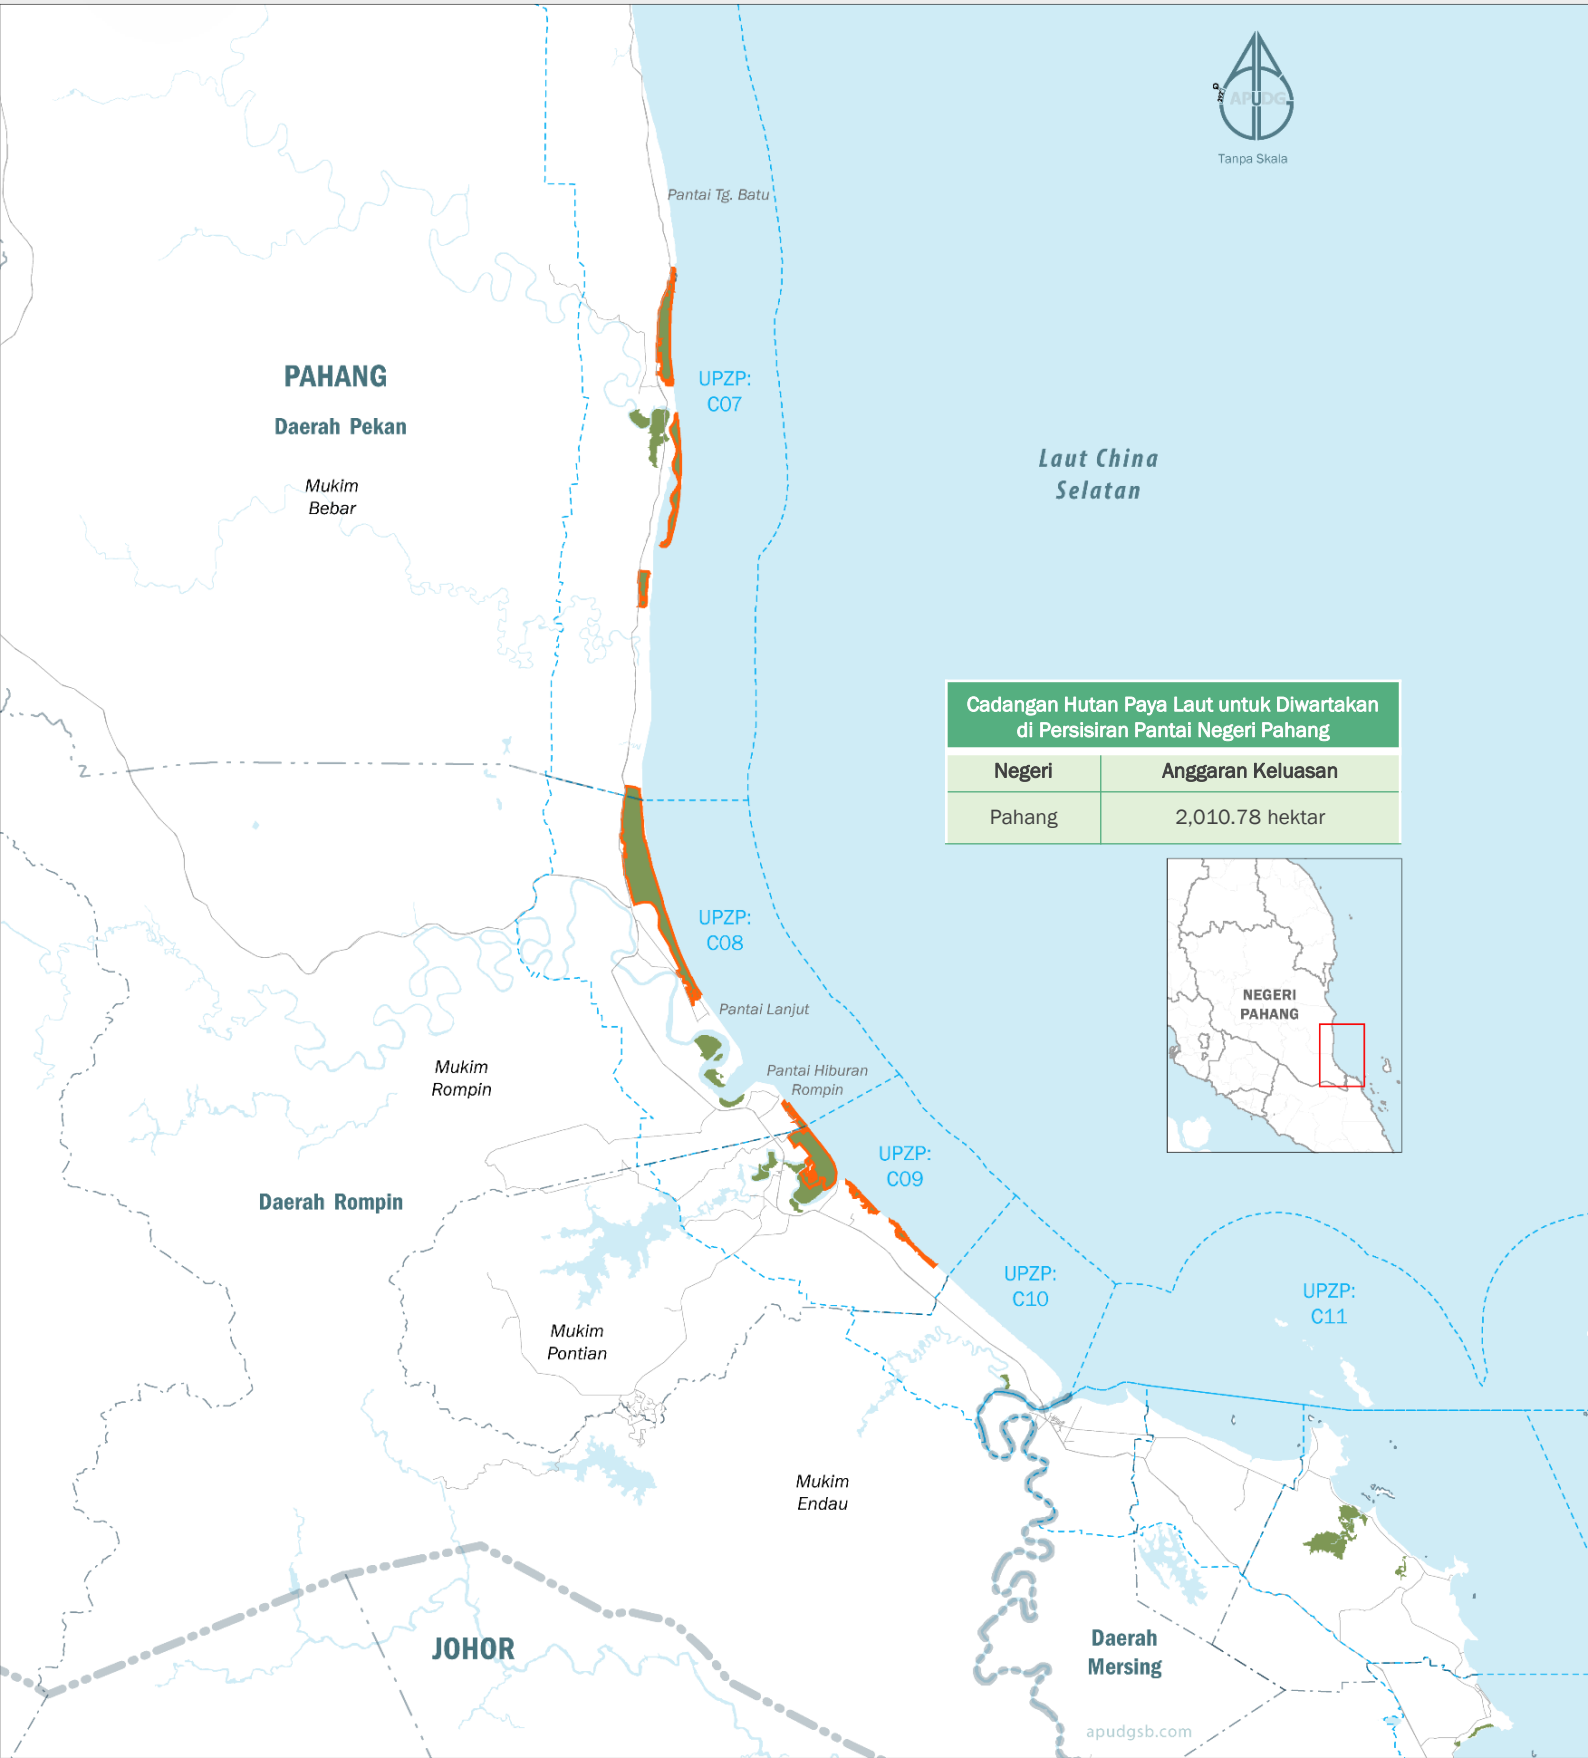 APUDG
Tanpa Skala
Pantai Tg. Batu
PAHANG
Daerah Pekan
Mukim
Bebar
UPZP:
C07
Laut China
Selatan
Cadangan Hutan Paya Laut untuk Diwartakan
di Persisiran Pantai Negeri Pahang
Negeri
Anggaran Keluasan
Pahang
2,010.78 hektar
UPZP:
C08
NEGERI
PAHANG
Pantai Lanjut
Pantai Hiburan
Rompin
Mukim
Rompin
UPZP:
C09
Daerah Rompin
UPZP:
C10
UPZP:
C11
Mukim
Pontian
Mukim
Endau
JOHOR
Daerah
Mersing
apudgsb.com